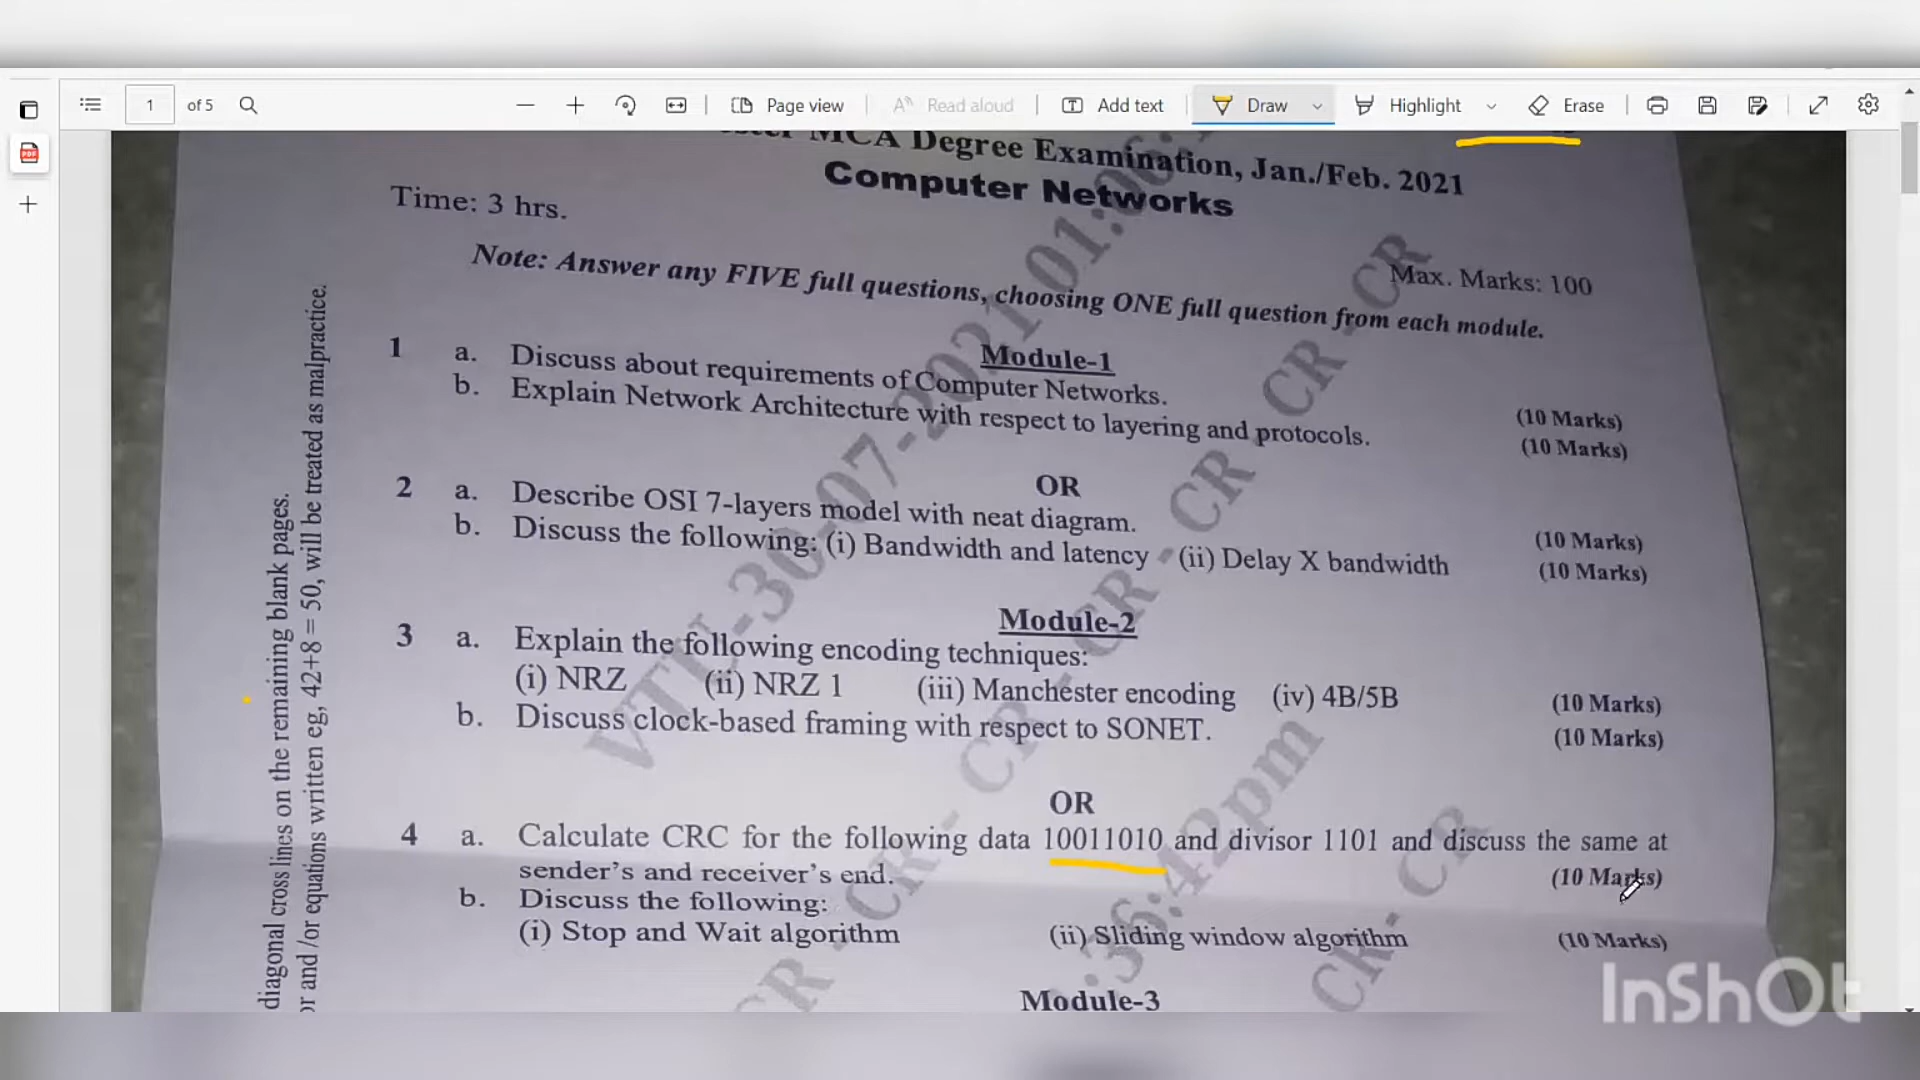 1 of 5 Page view Read aloud Add text Draw Highlight Erase
MCA Degree Examination, Jan./Feb. 2021
Computer Networks
Time: 3 hrs.
Max. Marks: 100
Note: Answer any FIVE full questions, choosing ONE full question from each module.
Module-1
1 a. Discuss about requirements of Computer Networks. (10 Marks)
b. Explain Network Architecture with respect to layering and protocols. (10 Marks)
OR
2 a. Describe OSI 7-layers model with neat diagram. (10 Marks)
b. Discuss the following: (i) Bandwidth and latency (ii) Delay X bandwidth (10 Marks)
Module-2
3 a. Explain the following encoding techniques:
(i) NRZ (ii) NRZ 1 (iii) Manchester encoding (iv) 4B/5B (10 Marks)
b. Discuss clock-based framing with respect to SONET. (10 Marks)
OR
4 a. Calculate CRC for the following data 10011010 and divisor 1101 and discuss the same at
sender's and receiver's end. (10 Marks)
b. Discuss the following:
(i) Stop and Wait algorithm (ii) Sliding window algorithm (10 Marks)
Module-3
diagonal cross lines on the remaining blank pages.
or and /or equations written eg, 42+8 = 50, will be treated as malpractice.
CR - CR - CR - CR - CR - CR
CR - CR
InShOt